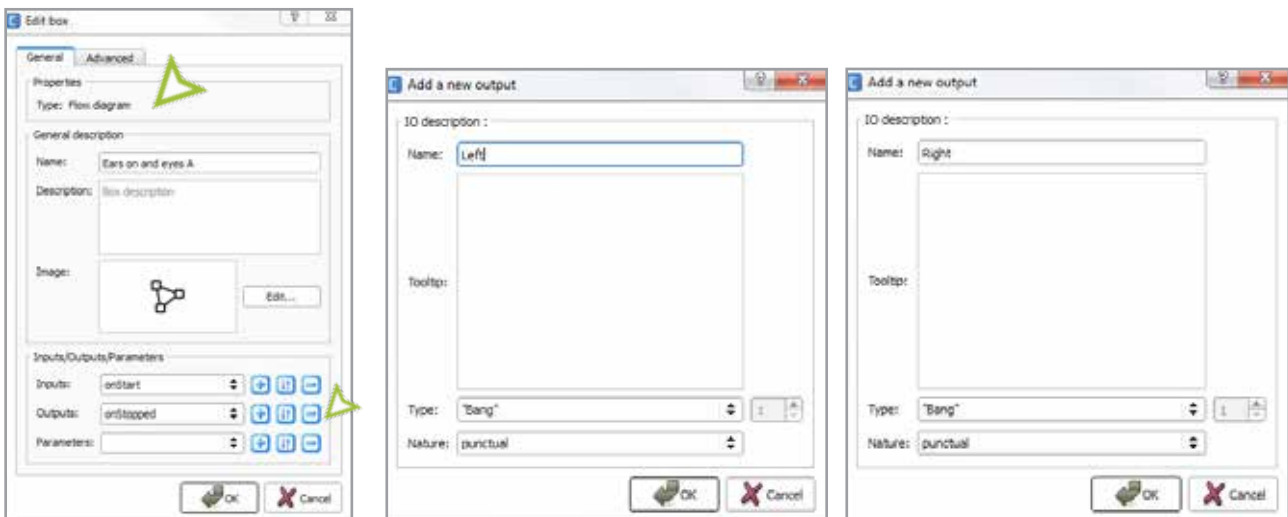 Edit box
General
Advanced
Properties
Type: Flow diagram
General description
Name: Ears on and eyes A
Description: Box description
Image:
Edit...
Inputs/Outputs/Parameters
Inputs: onStart
Outputs: onStopped
Parameters:
OK
Cancel
Add a new output
IO description :
Name: Left
Tooltip:
Type: "Bang" 1
Nature: punctual
OK
Cancel
Add a new output
IO description :
Name: Right
Tooltip:
Type: "Bang" 1
Nature: punctual
OK
Cancel